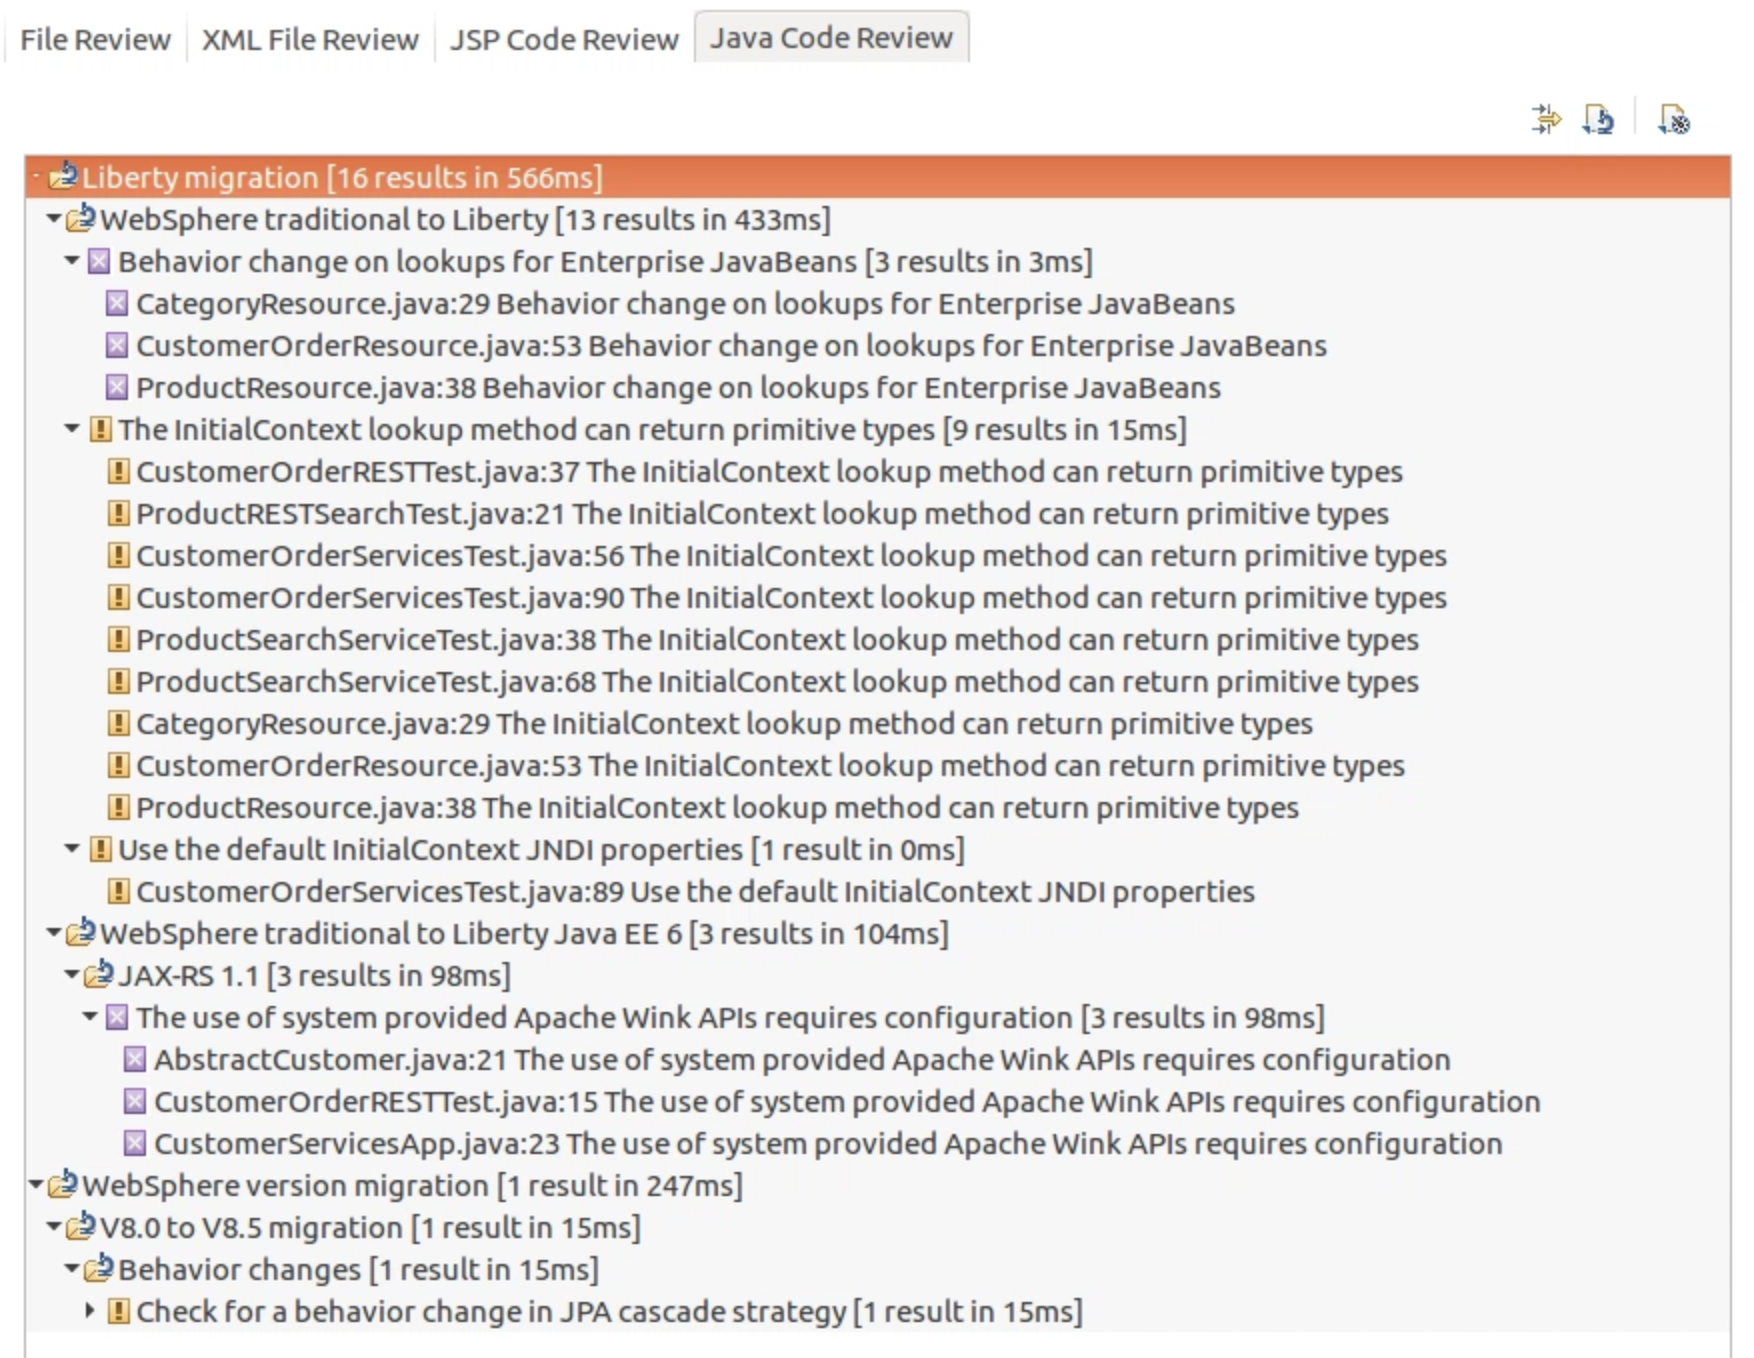 File Review XML File Review JSP Code Review Java Code Review
Liberty migration [16 results in 566ms]
WebSphere traditional to Liberty [13 results in 433ms]
Behavior change on lookups for Enterprise JavaBeans [3 results in 3ms]
CategoryResource.java:29 Behavior change on lookups for Enterprise JavaBeans
CustomerOrderResource.java:53 Behavior change on lookups for Enterprise JavaBeans
ProductResource.java:38 Behavior change on lookups for Enterprise JavaBeans
The InitialContext lookup method can return primitive types [9 results in 15ms]
CustomerOrderRESTTest.java:37 The InitialContext lookup method can return primitive types
ProductRESTSearchTest.java:21 The InitialContext lookup method can return primitive types
CustomerOrderServicesTest.java:56 The InitialContext lookup method can return primitive types
CustomerOrderServicesTest.java:90 The InitialContext lookup method can return primitive types
ProductSearchServiceTest.java:38 The InitialContext lookup method can return primitive types
ProductSearchServiceTest.java:68 The InitialContext lookup method can return primitive types
CategoryResource.java:29 The InitialContext lookup method can return primitive types
CustomerOrderResource.java:53 The InitialContext lookup method can return primitive types
ProductResource.java:38 The InitialContext lookup method can return primitive types
Use the default InitialContext JNDI properties [1 result in 0ms]
CustomerOrderServicesTest.java:89 Use the default InitialContext JNDI properties
WebSphere traditional to Liberty Java EE 6 [3 results in 104ms]
JAX-RS 1.1 [3 results in 98ms]
The use of system provided Apache Wink APIs requires configuration [3 results in 98ms]
AbstractCustomer.java:21 The use of system provided Apache Wink APIs requires configuration
CustomerOrderRESTTest.java:15 The use of system provided Apache Wink APIs requires configuration
CustomerServicesApp.java:23 The use of system provided Apache Wink APIs requires configuration
WebSphere version migration [1 result in 247ms]
V8.0 to V8.5 migration [1 result in 15ms]
Behavior changes [1 result in 15ms]
Check for a behavior change in JPA cascade strategy [1 result in 15ms]